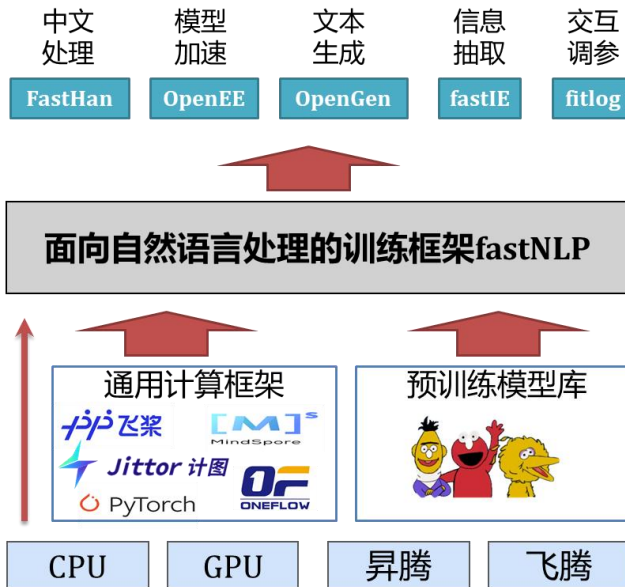 中文 模型 文本 信息 交互
处理 加速 生成 抽取 调参
FastHan OpenEE OpenGen fastIE fitlog
面向自然语言处理的训练框架fastNLP
通用计算框架 预训练模型库
飞桨 [M]s
MindSpore
Jittor 计图 OF
PyTorch ONEFLOW
CPU GPU 昇腾 飞腾